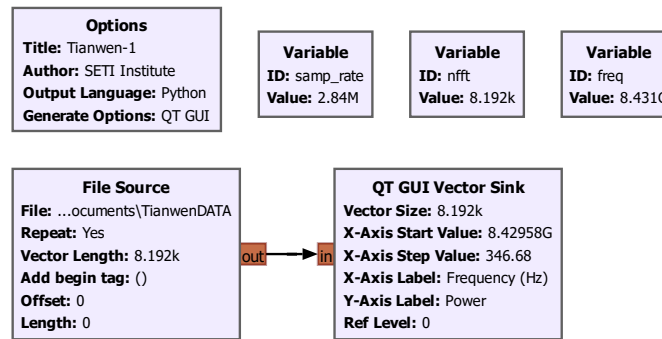 Options
Title: Tianwen-1
Author: SETI Institute
Output Language: Python
Generate Options: QT GUI
Variable
ID: samp_rate
Value: 2.84M
Variable
ID: nfft
Value: 8.192k
Variable
ID: freq
Value: 8.431G
File Source
File: ...ocuments\TianwenDATA
Repeat: Yes
Vector Length: 8.192k
Add begin tag: ()
Offset: 0
Length: 0
out
in
QT GUI Vector Sink
Vector Size: 8.192k
X-Axis Start Value: 8.42958G
X-Axis Step Value: 346.68
X-Axis Label: Frequency (Hz)
Y-Axis Label: Power
Ref Level: 0